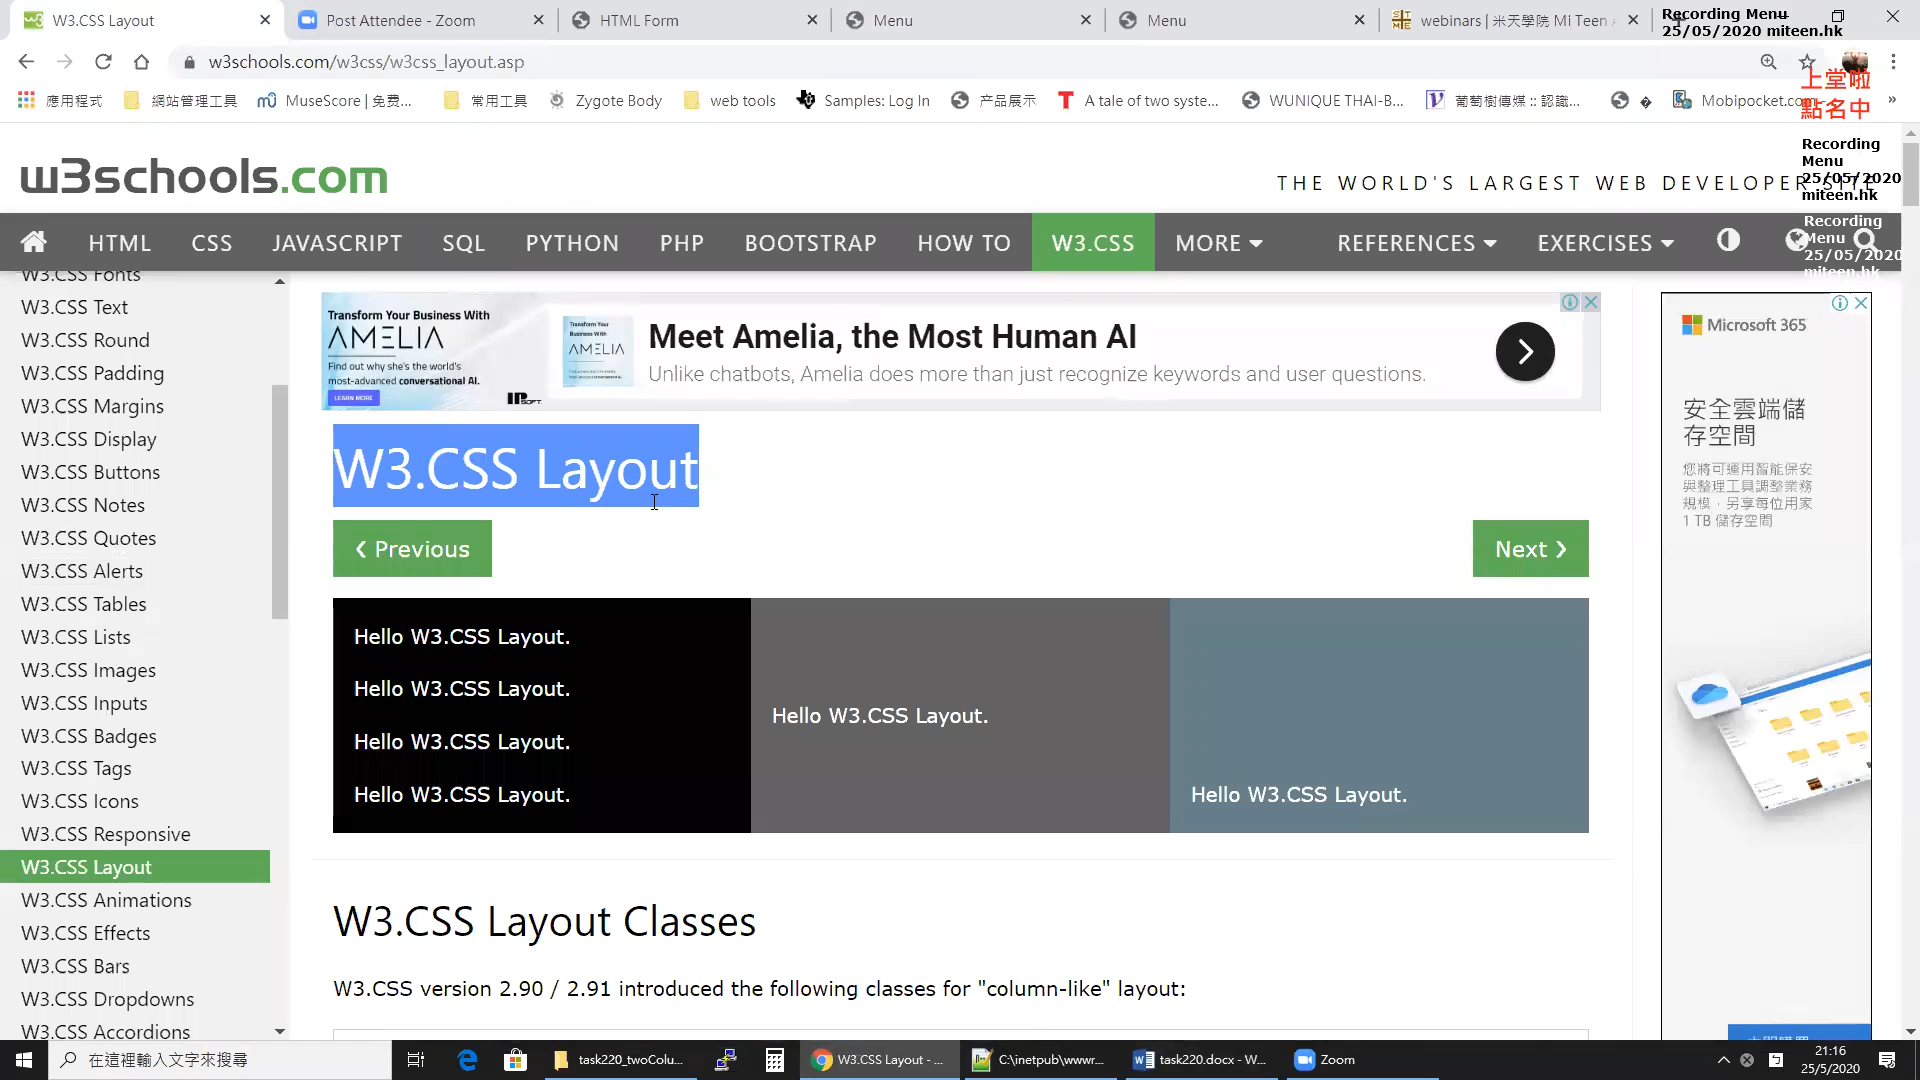 W3.CSS Layout
Post Attendee - Zoom
HTML Form
Menu
Menu
webinars | 米天學院 Mi Teen
Recording Menu
25/05/2020 miteen.hk
w3schools.com/w3css/w3css_layout.asp
上堂啦
點名中
應用程式
網站管理工具
MuseScore | 免費...
常用工具
Zygote Body
web tools
Samples: Log In
产品展示
A tale of two syste...
WUNIQUE THAI-B...
葡萄樹傳媒 :: 認識...
Mobipocket.com
»
Recording
Menu
25/05/2020
miteen.hk
w3schools.com
THE WORLD'S LARGEST WEB DEVELOPER SITE
Recording
Menu
25/05/2020
miteen.hk
HTML
CSS
JAVASCRIPT
SQL
PYTHON
PHP
BOOTSTRAP
HOW TO
W3.CSS
MORE
REFERENCES
EXERCISES
W3.CSS Fonts
W3.CSS Text
W3.CSS Round
W3.CSS Padding
W3.CSS Margins
W3.CSS Display
W3.CSS Buttons
W3.CSS Notes
W3.CSS Quotes
W3.CSS Alerts
W3.CSS Tables
W3.CSS Lists
W3.CSS Images
W3.CSS Inputs
W3.CSS Badges
W3.CSS Tags
W3.CSS Icons
W3.CSS Responsive
W3.CSS Layout
W3.CSS Animations
W3.CSS Effects
W3.CSS Bars
W3.CSS Dropdowns
W3.CSS Accordions
Transform Your Business With
AMELIA
Find out why she's the world's
most-advanced conversational AI.
LEARN MORE
IPsoft
Transform Your
Business With
AMELIA
Meet Amelia, the Most Human AI
Unlike chatbots, Amelia does more than just recognize keywords and user questions.
W3.CSS Layout
❮ Previous
Next ❯
Hello W3.CSS Layout.
Hello W3.CSS Layout.
Hello W3.CSS Layout.
Hello W3.CSS Layout.
Hello W3.CSS Layout.
Hello W3.CSS Layout.
W3.CSS Layout Classes
W3.CSS version 2.90 / 2.91 introduced the following classes for "column-like" layout:
Microsoft 365
安全雲端儲
存空間
您將可運用智能保安
與整理工具調整業務
規模，另享每位用家
1 TB 儲存空間
在這裡輸入文字來搜尋
task220_twoColu...
W3.CSS Layout - ...
C:\inetpub\wwwr...
task220.docx - W...
Zoom
21:16
25/5/2020